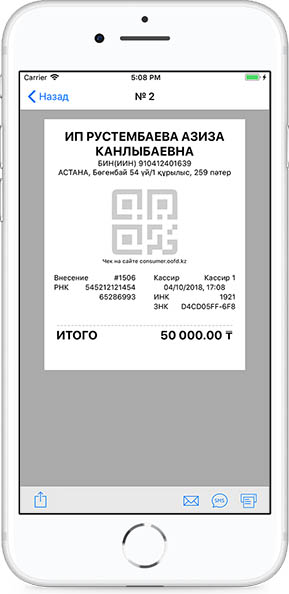 Carrier 5:08 PM
Назад № 2
ИП РУСТЕМБАЕВА АЗИЗА
КАНЛЫБАЕВНА
БИН(ИИН) 910412401639
АСТАНА, Бөгенбай 54 үй/1 құрылыс, 259 пәтер
Чек на сайте consumer.oofd.kz
Внесение #1506 Кассир Кассир 1
РНК 545212121454 04/10/2018, 17:08
65286993 ИНК 1921
ЗНК D4CD05FF-6F8
ИТОГО 50 000.00 ₸
SMS